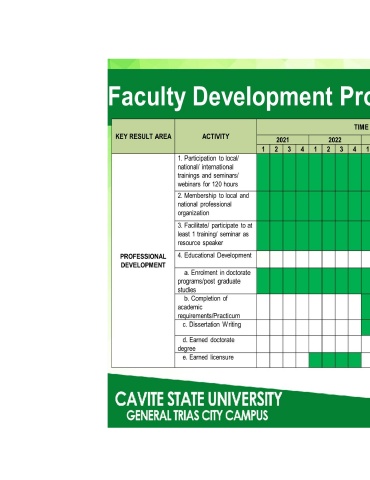 Faculty Development Pro
KEY RESULT AREA
ACTIVITY
TIME
2021
2022
1 2 3 4 1 2 3 4 1
PROFESSIONAL
DEVELOPMENT
1. Participation to local/
national/ international
trainings and seminars/
webinars for 120 hours
2. Membership to local and
national professional
organization
3. Facilitate/ participate to at
least 1 training/ seminar as
resource speaker
4. Educational Development
a. Enrolment in doctorate
programs/post graduate
studies
b. Completion of
academic
requirements/Practicum
c. Dissertation Writing
d. Earned doctorate
degree
e. Earned licensure
CAVITE STATE UNIVERSITY
GENERAL TRIAS CITY CAMPUS